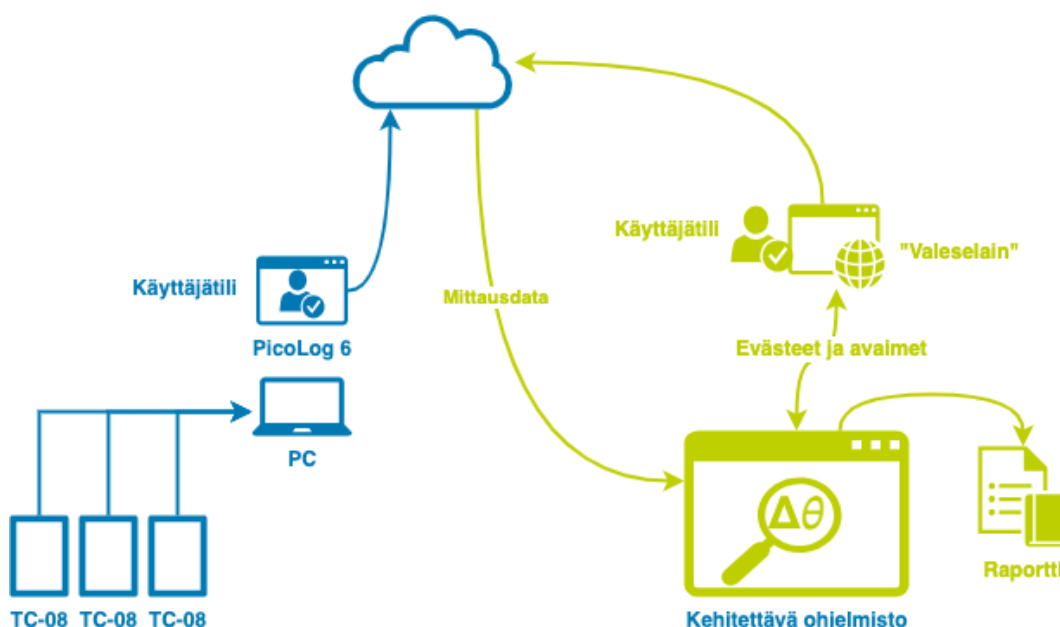 Käyttäjätili
"Valeselain"
Käyttäjätili
Mittausdata
PicoLog 6
Evästeet ja avaimet
PC
Δθ
Raportti
TC-08 TC-08 TC-08
Kehitettävä ohjelmisto